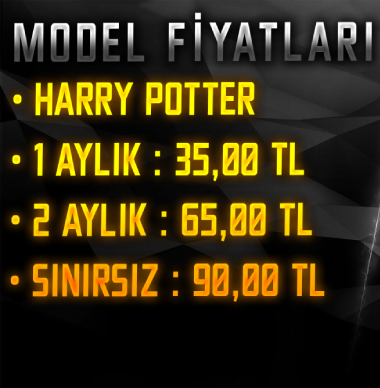 MODEL FİYATLARI
• HARRY POTTER
• 1 AYLIK : 35,00 TL
• 2 AYLIK : 65,00 TL
• SINIRSIZ : 90,00 TL